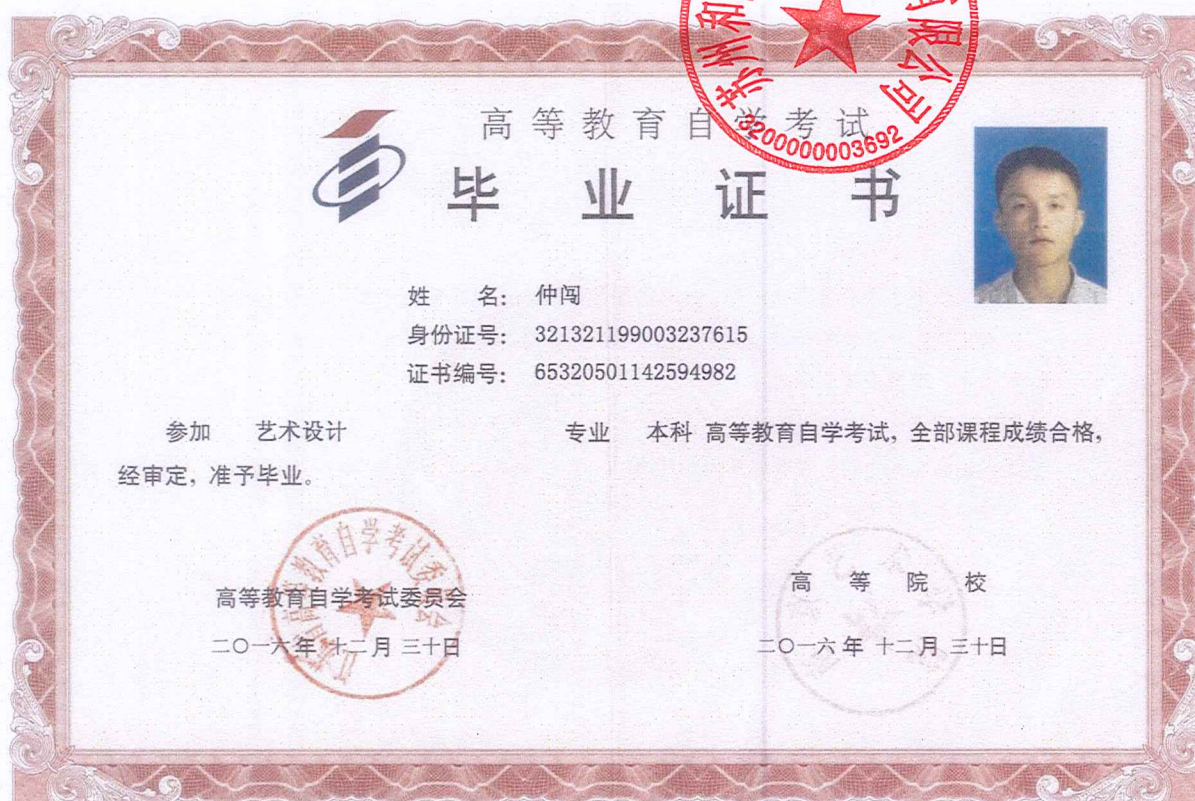 高等教育自学考试
毕业证书
3200000003692
姓 名： 仲闯
身份证号： 321321199003237615
证书编号： 65320501142594982
参加 艺术设计 专业 本科 高等教育自学考试，全部课程成绩合格，
经审定，准予毕业。
高等教育自学考试委员会
高 等 院 校
二〇一六年 十二月 三十日
二〇一六年 十二月 三十日